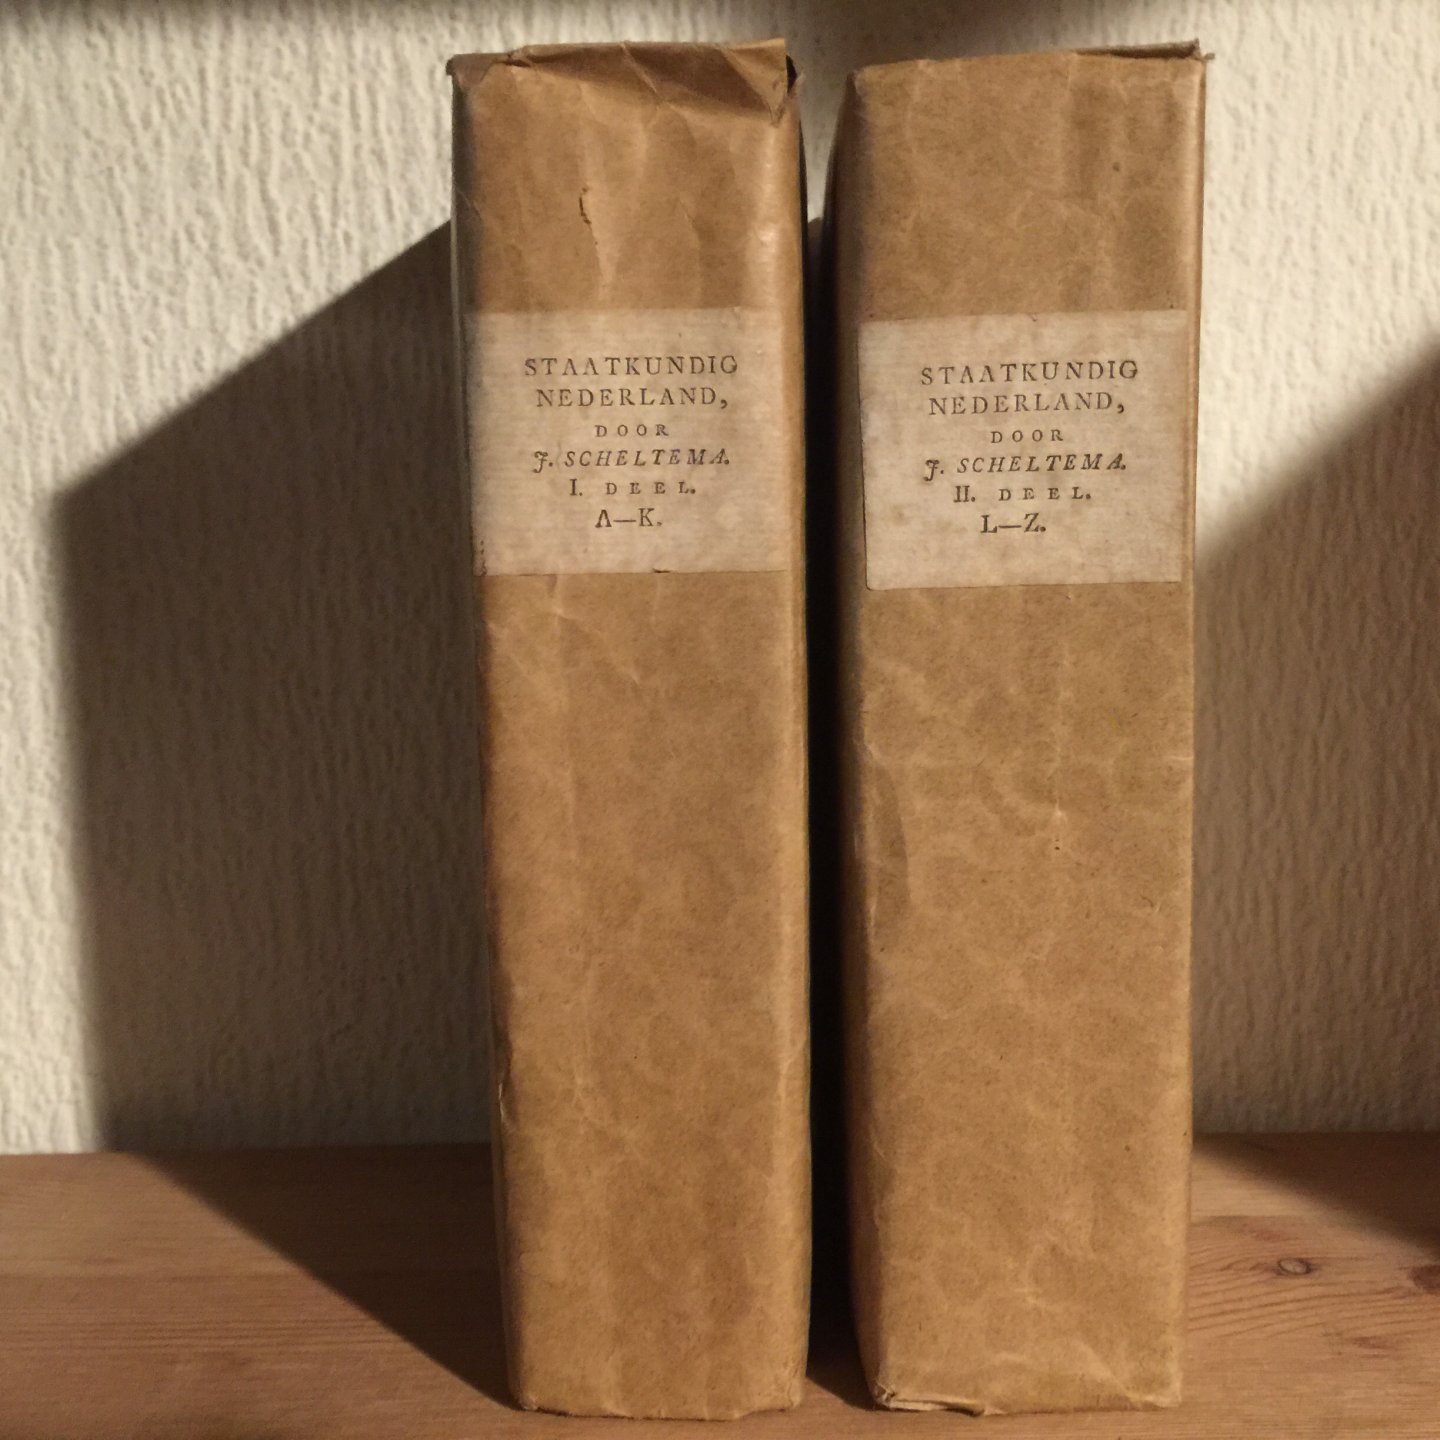 STAATKUNDIG
NEDERLAND,
DOOR
J. SCHELTEMA.
I. DEEL.
A—K.
STAATKUNDIG
NEDERLAND,
DOOR
J. SCHELTEMA.
II. DEEL.
L—Z.